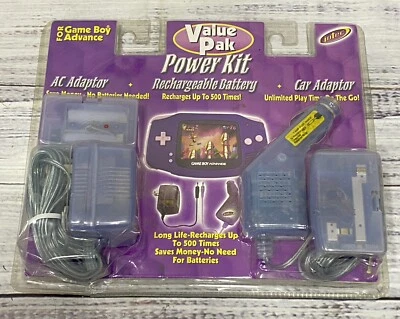 FOR Game Boy
Advance
Value
Pak
Power Kit
intec
AC Adaptor + Rechargeable Battery + Car Adaptor
Save Money - No Batteries Needed! Recharges Up To 500 Times! Unlimited Play Time On The Go!
GAME BOY ADVANCE
Long Life-Recharges Up
To 500 Times
Saves Money-No Need
For Batteries